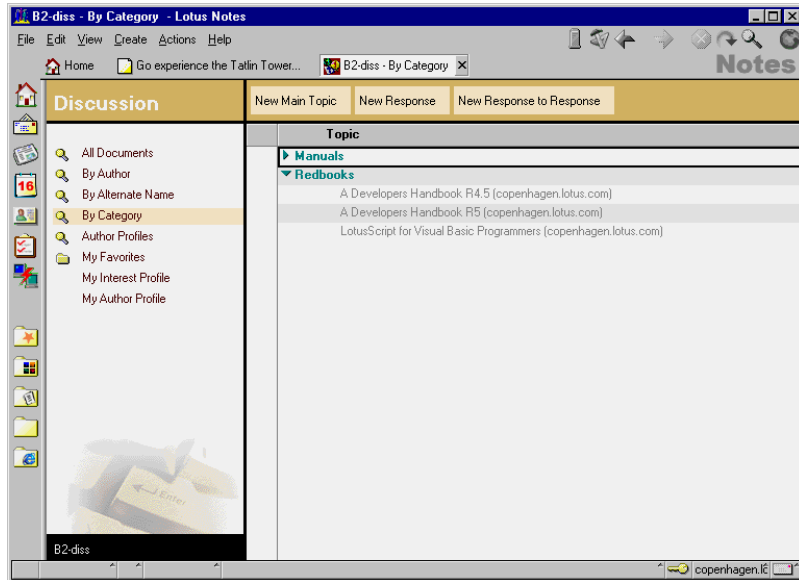 B2-diss - By Category - Lotus Notes
File Edit View Create Actions Help
Home Go experience the Tatlin Tower... B2-diss - By Category
Notes
Discussion
New Main Topic New Response New Response to Response
Topic
All Documents
By Author
By Alternate Name
By Category
Author Profiles
My Favorites
My Interest Profile
My Author Profile
Manuals
Redbooks
A Developers Handbook R4.5 (copenhagen.lotus.com)
A Developers Handbook R5 (copenhagen.lotus.com)
LotusScript for Visual Basic Programmers (copenhagen.lotus.com)
16
Enter
B2-diss
copenhagen.l